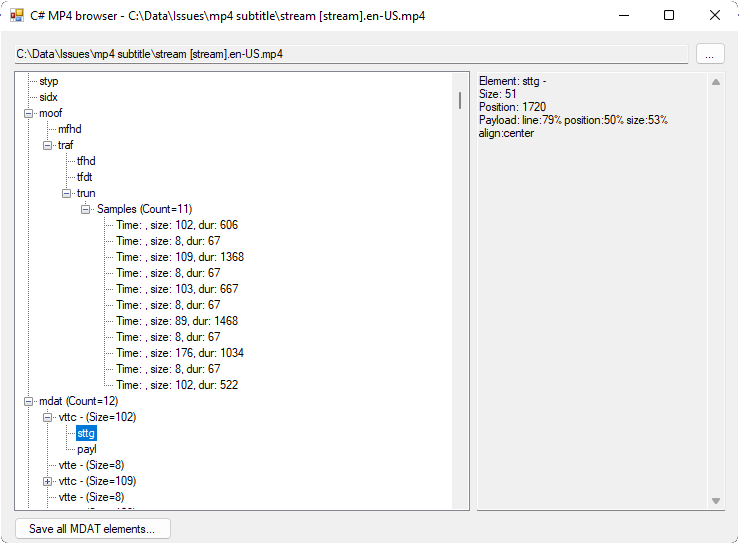 C# MP4 browser - C:\Data\Issues\mp4 subtitle\stream [stream].en-US.mp4
C:\Data\Issues\mp4 subtitle\stream [stream].en-US.mp4
...
styp
sidx
moof
mfhd
traf
tfhd
tfdt
trun
Samples (Count=11)
Time: , size: 102, dur: 606
Time: , size: 8, dur: 67
Time: , size: 109, dur: 1368
Time: , size: 8, dur: 67
Time: , size: 103, dur: 667
Time: , size: 8, dur: 67
Time: , size: 89, dur: 1468
Time: , size: 8, dur: 67
Time: , size: 176, dur: 1034
Time: , size: 8, dur: 67
Time: , size: 102, dur: 522
mdat (Count=12)
vttc - (Size=102)
sttg
payl
vtte - (Size=8)
vttc - (Size=109)
vtte - (Size=8)
Element: sttg -
Size: 51
Position: 1720
Payload: line:79% position:50% size:53%
align:center
Save all MDAT elements...